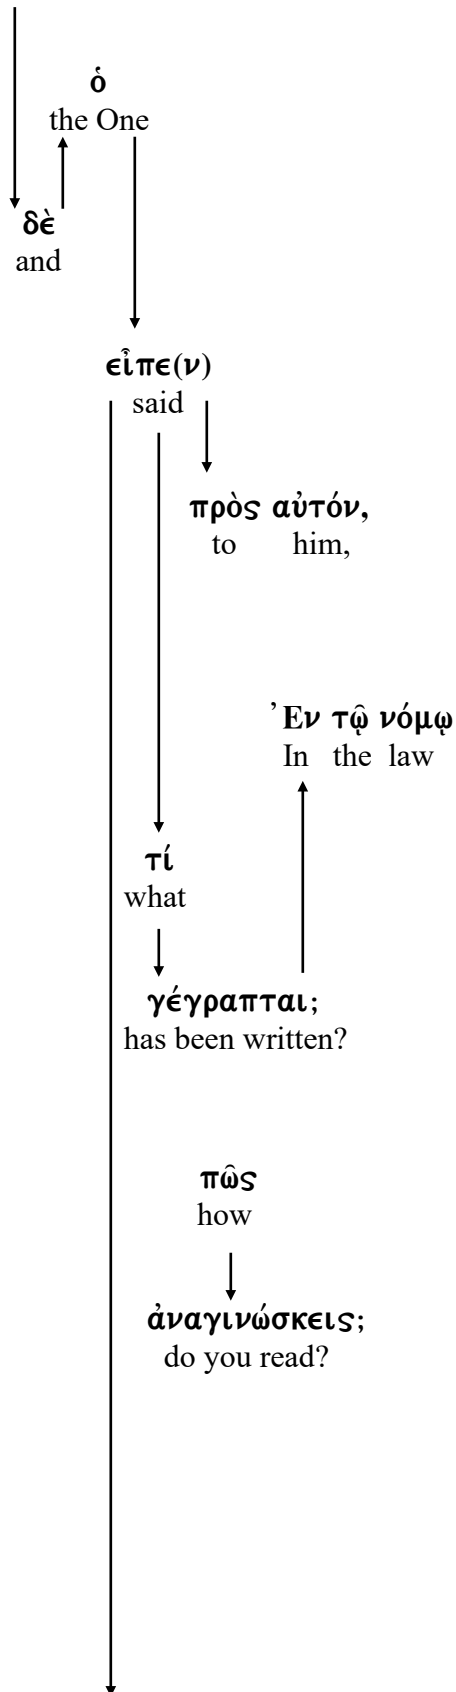 ὁ
the One
δὲ
and
εἶπε(ν)
said
πρὸς αὐτόν,
to him,
Ἐν τῷ νόμῳ
In the law
τί
what
γέγραπται;
has been written?
πῶς
how
ἀναγινώσκεις;
do you read?